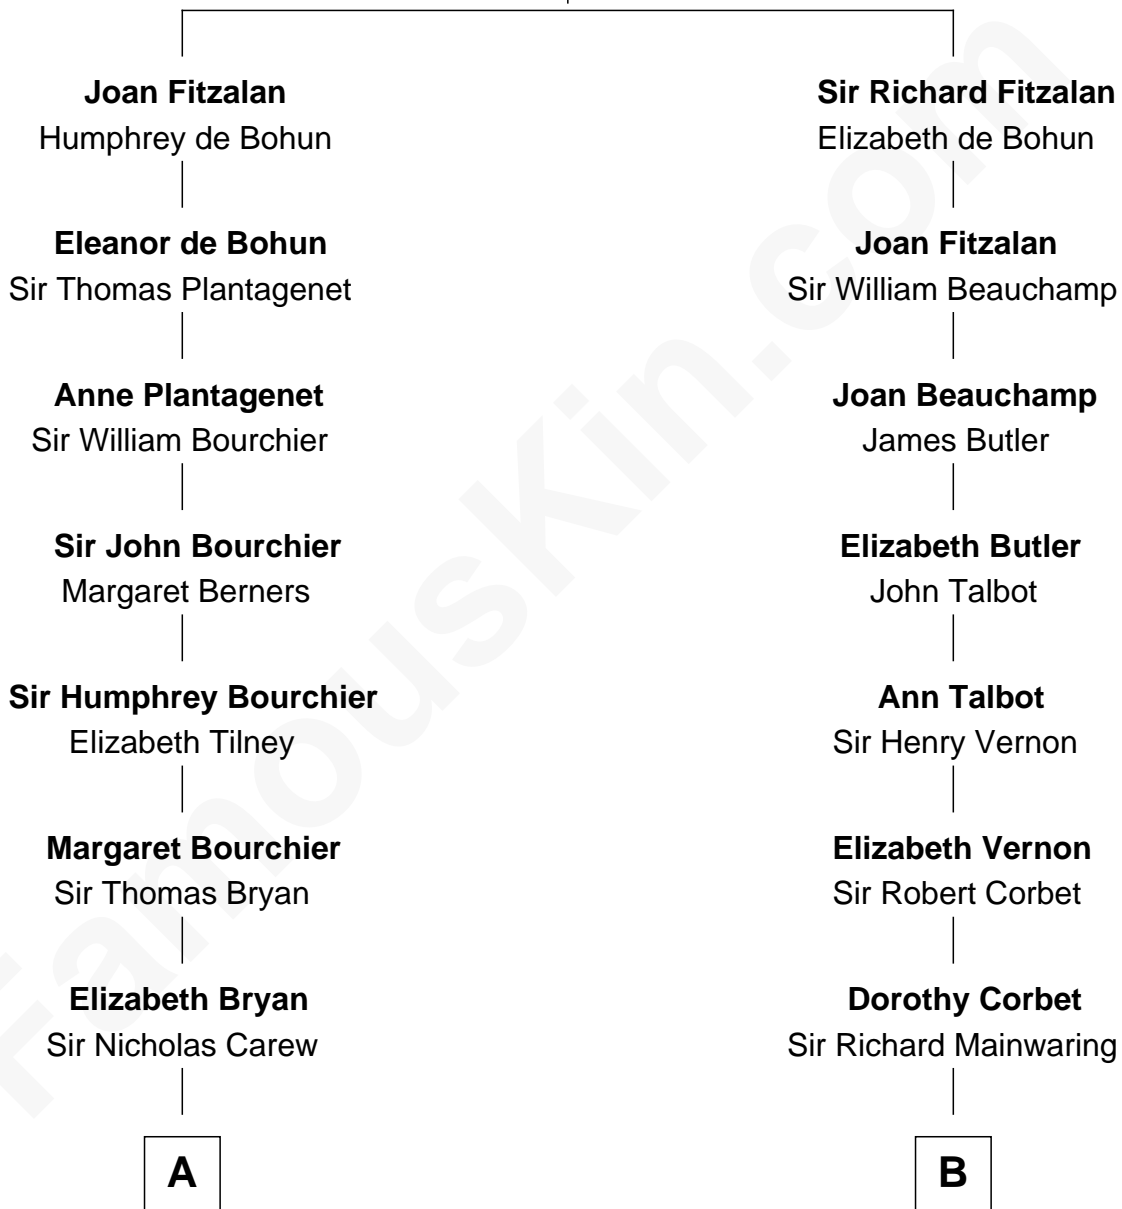 Joan Fitzalan
Humphrey de Bohun
Eleanor de Bohun
Sir Thomas Plantagenet
Anne Plantagenet
Sir William Bourchier
Sir John Bourchier
Margaret Berners
Sir Humphrey Bourchier
Elizabeth Tilney
Margaret Bourchier
Sir Thomas Bryan
Elizabeth Bryan
Sir Nicholas Carew
A
Sir Richard Fitzalan
Elizabeth de Bohun
Joan Fitzalan
Sir William Beauchamp
Joan Beauchamp
James Butler
Elizabeth Butler
John Talbot
Ann Talbot
Sir Henry Vernon
Elizabeth Vernon
Sir Robert Corbet
Dorothy Corbet
Sir Richard Mainwaring
B
FamousKin.com